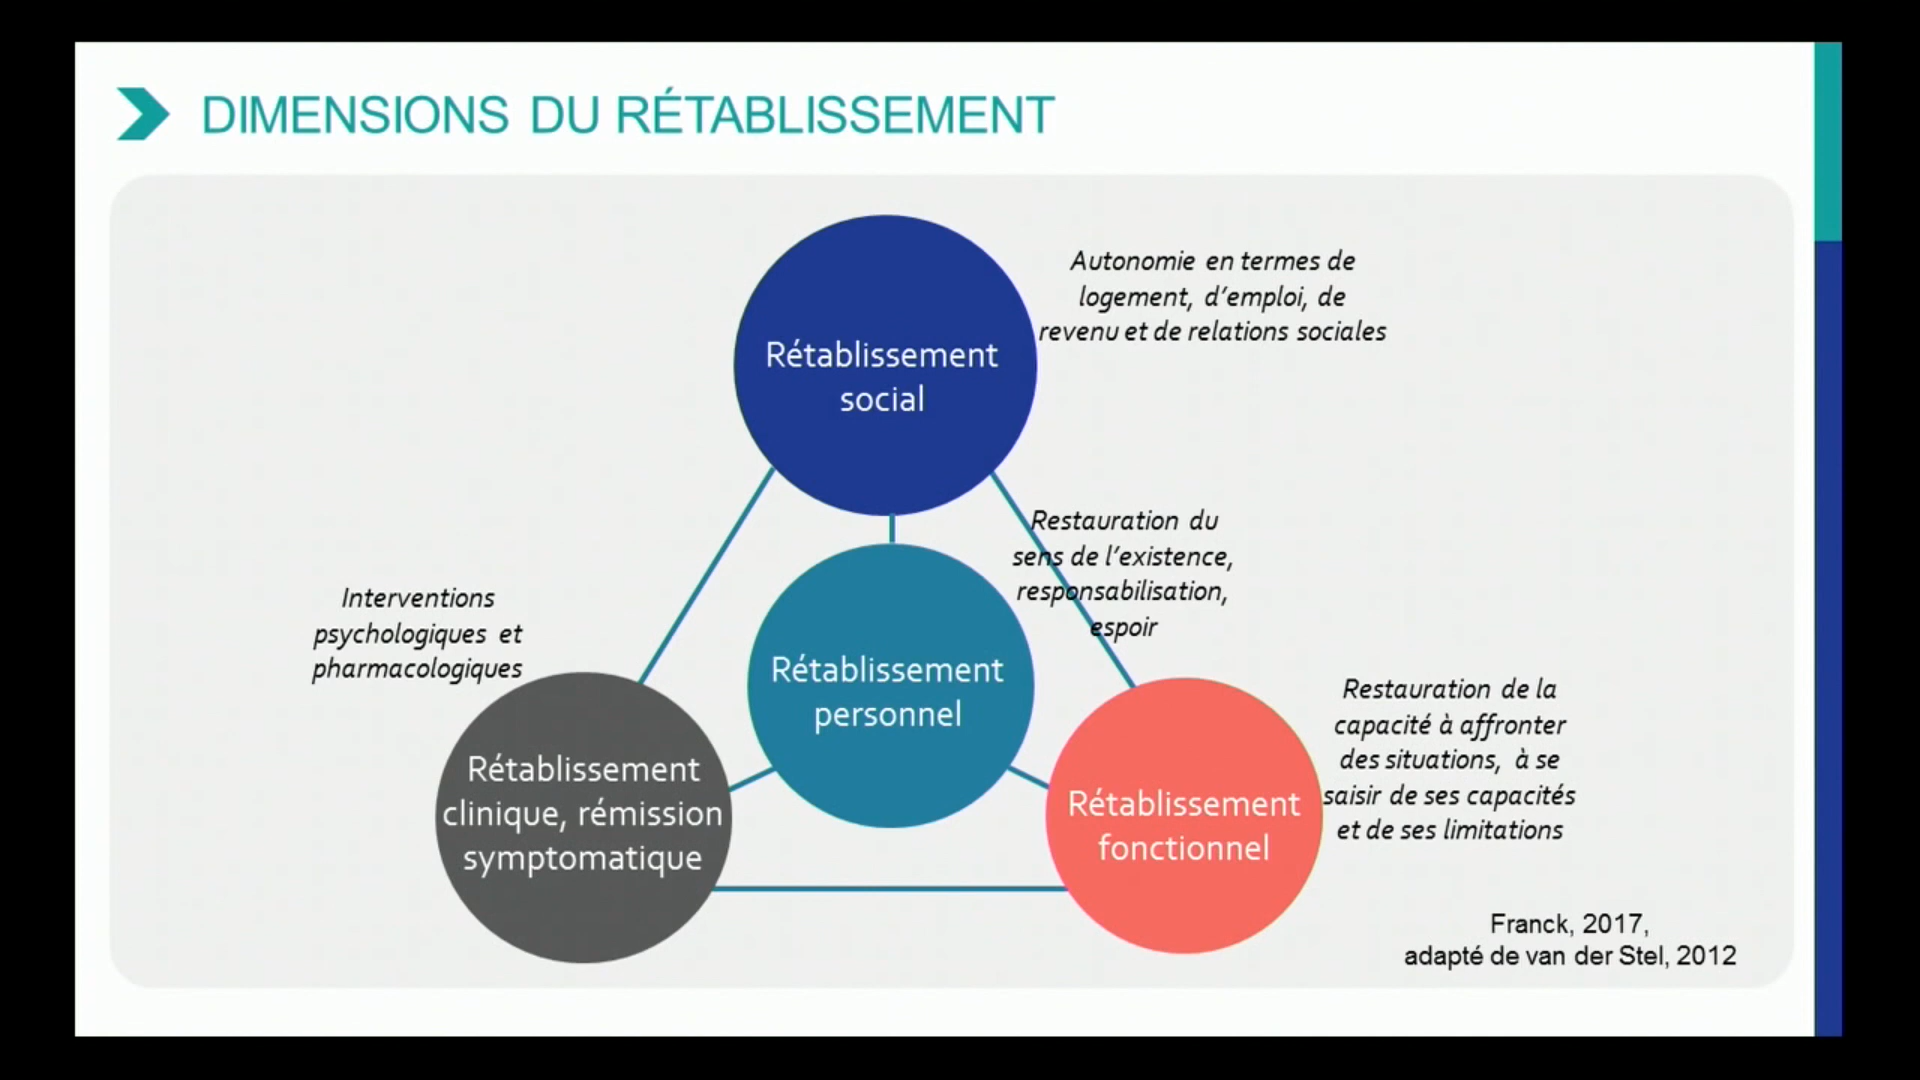 DIMENSIONS DU RÉTABLISSEMENT
Autonomie en termes de
logement, d’emploi, de
revenu et de relations sociales
Rétablissement
social
Restauration du
sens de l’existence,
responsabilisation,
espoir
Interventions
psychologiques et
pharmacologiques
Rétablissement
personnel
Rétablissement
clinique, rémission
symptomatique
Rétablissement
fonctionnel
Restauration de la
capacité à affronter
des situations, à se
saisir de ses capacités
et de ses limitations
Franck, 2017,
adapté de van der Stel, 2012